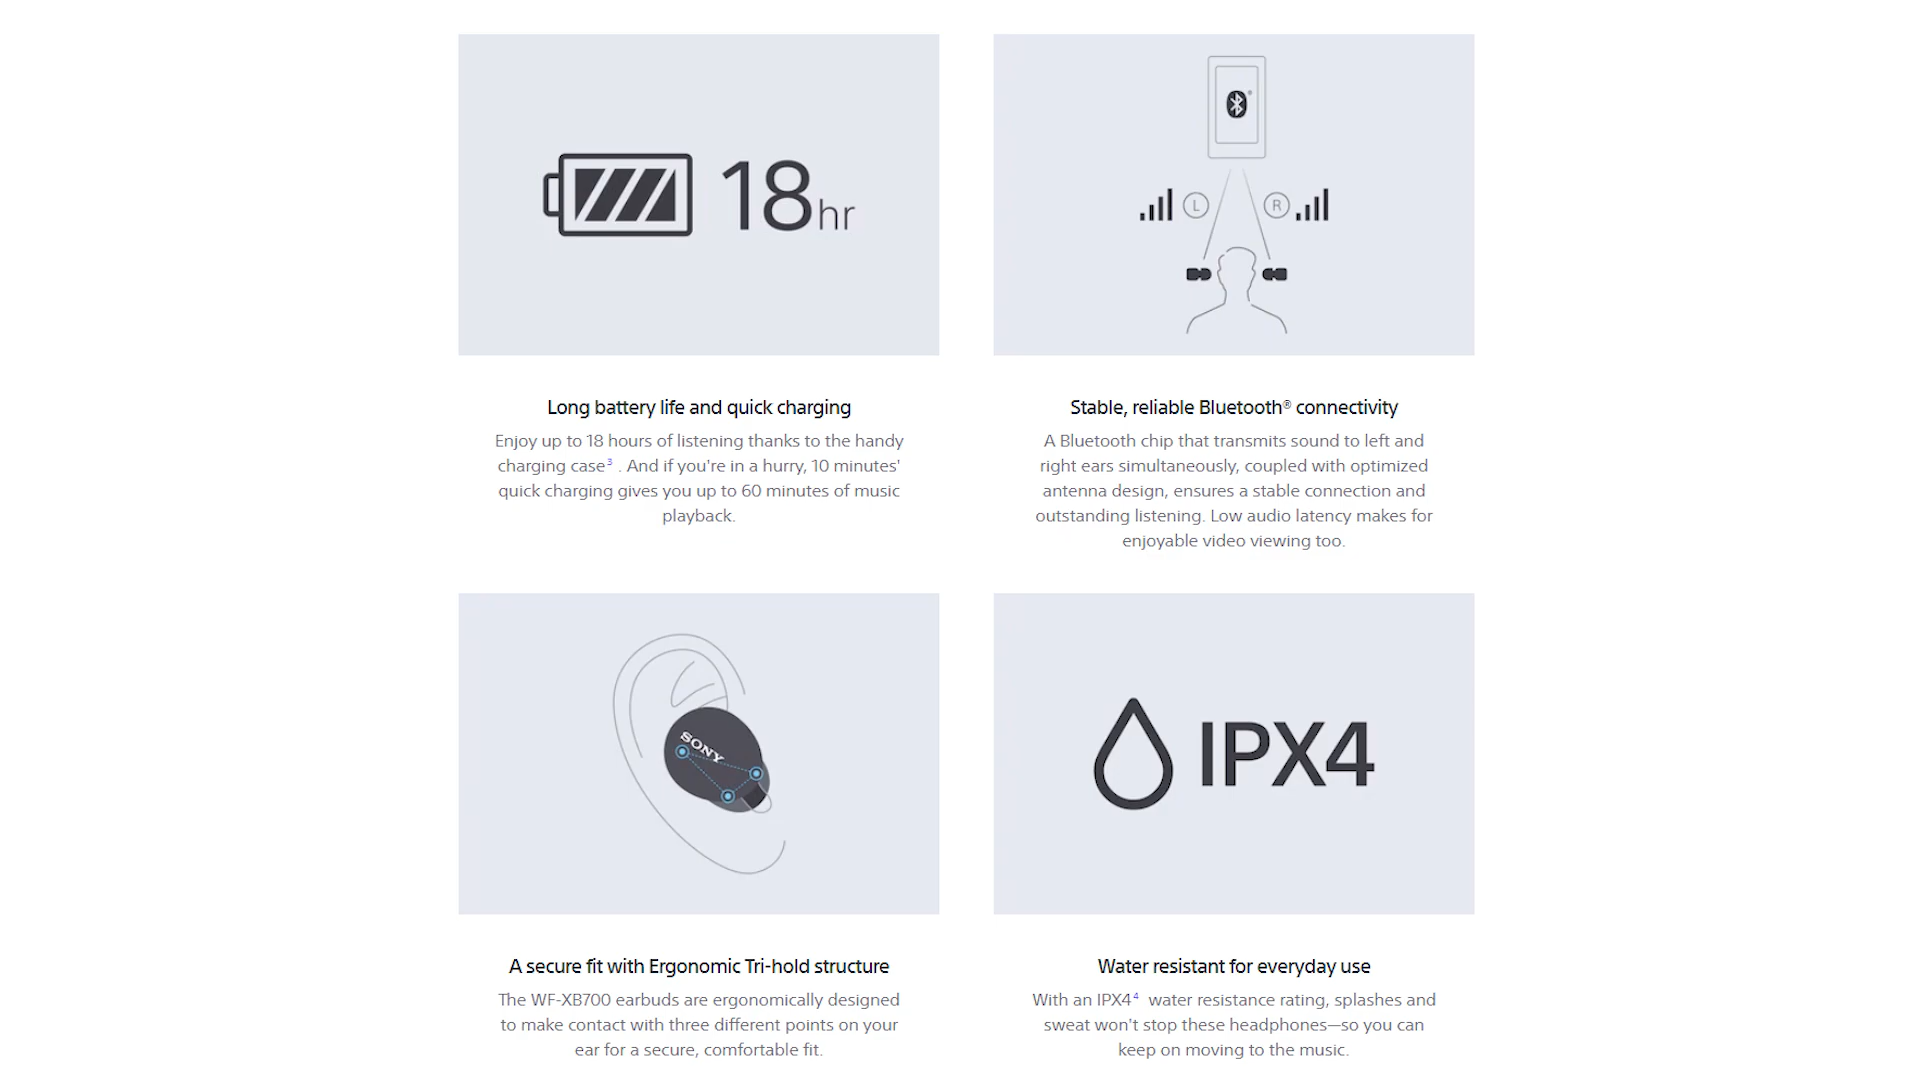 18hr
Long battery life and quick charging
Enjoy up to 18 hours of listening thanks to the handy
charging case³ . And if you're in a hurry, 10 minutes'
quick charging gives you up to 60 minutes of music
playback.
L R
Stable, reliable Bluetooth® connectivity
A Bluetooth chip that transmits sound to left and
right ears simultaneously, coupled with optimized
antenna design, ensures a stable connection and
outstanding listening. Low audio latency makes for
enjoyable video viewing too.
SONY
A secure fit with Ergonomic Tri-hold structure
The WF-XB700 earbuds are ergonomically designed
to make contact with three different points on your
ear for a secure, comfortable fit.
IPX4
Water resistant for everyday use
With an IPX4⁴ water resistance rating, splashes and
sweat won't stop these headphones—so you can
keep on moving to the music.